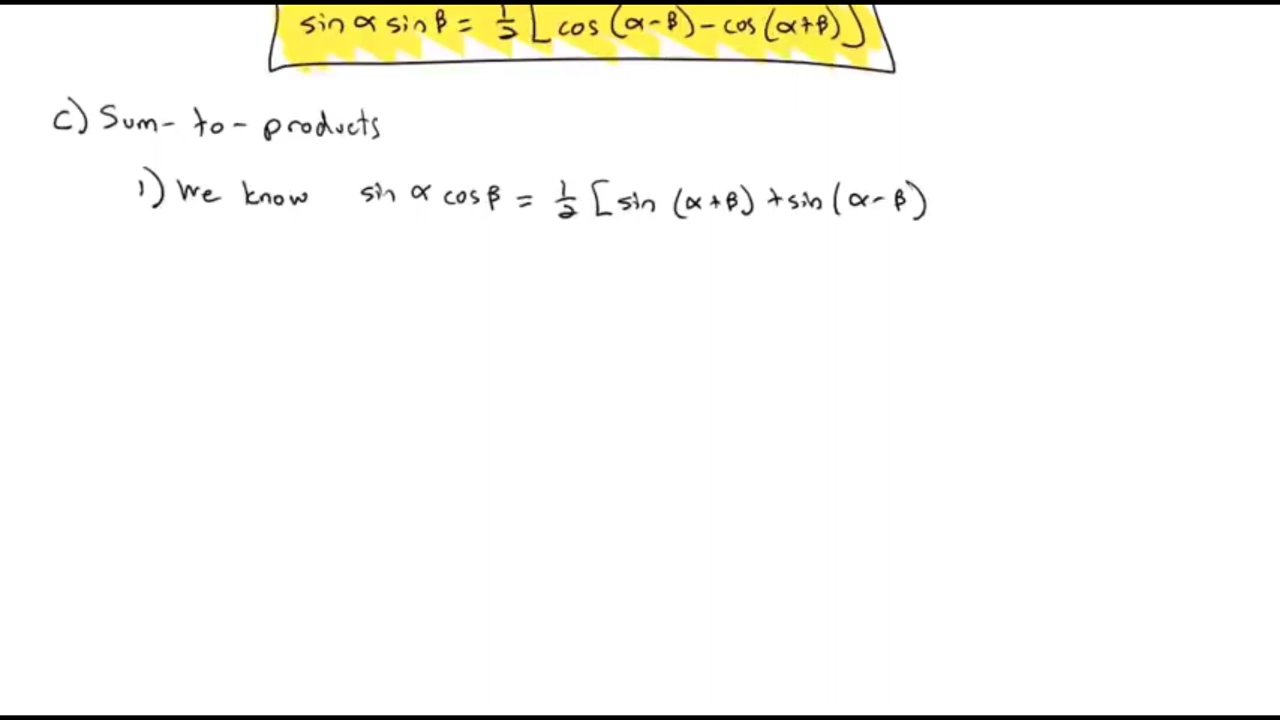 sin α sin β = 1/2 [ cos (α-β) - cos (α+β) ]
c) Sum-to-products
1) We know sin α cos β = 1/2 [ sin (α+β) + sin (α-β)